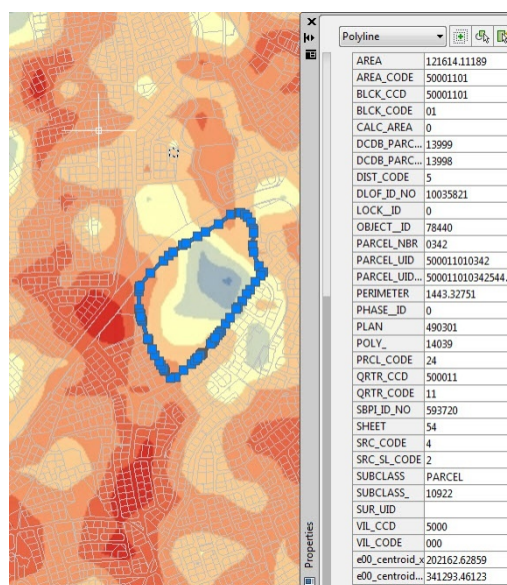 Polyline
AREA 121614.11189
AREA_CODE 50001101
BLCK_CCD 50001101
BLCK_CODE 01
CALC_AREA 0
DCDB_PARC... 13999
DCDB_PARC... 13998
DIST_CODE 5
DLOF_ID_NO 10035821
LOCK__ID 0
OBJECT__ID 78440
PARCEL_NBR 0342
PARCEL_UID 500011010342
PARCEL_UID... 500011010342544.
PERIMETER 1443.32751
PHASE__ID 0
PLAN 490301
POLY_ 14039
PRCL_CODE 24
QRTR_CCD 500011
QRTR_CODE 11
SBPI_ID_NO 593720
SHEET 54
SRC_CODE 4
SRC_SL_CODE 2
SUBCLASS PARCEL
SUBCLASS_ 10922
SUR_UID
VIL_CCD 5000
VIL_CODE 000
e00_centroid_x 202162.62859
e00_centroid... 341293.46123
Properties